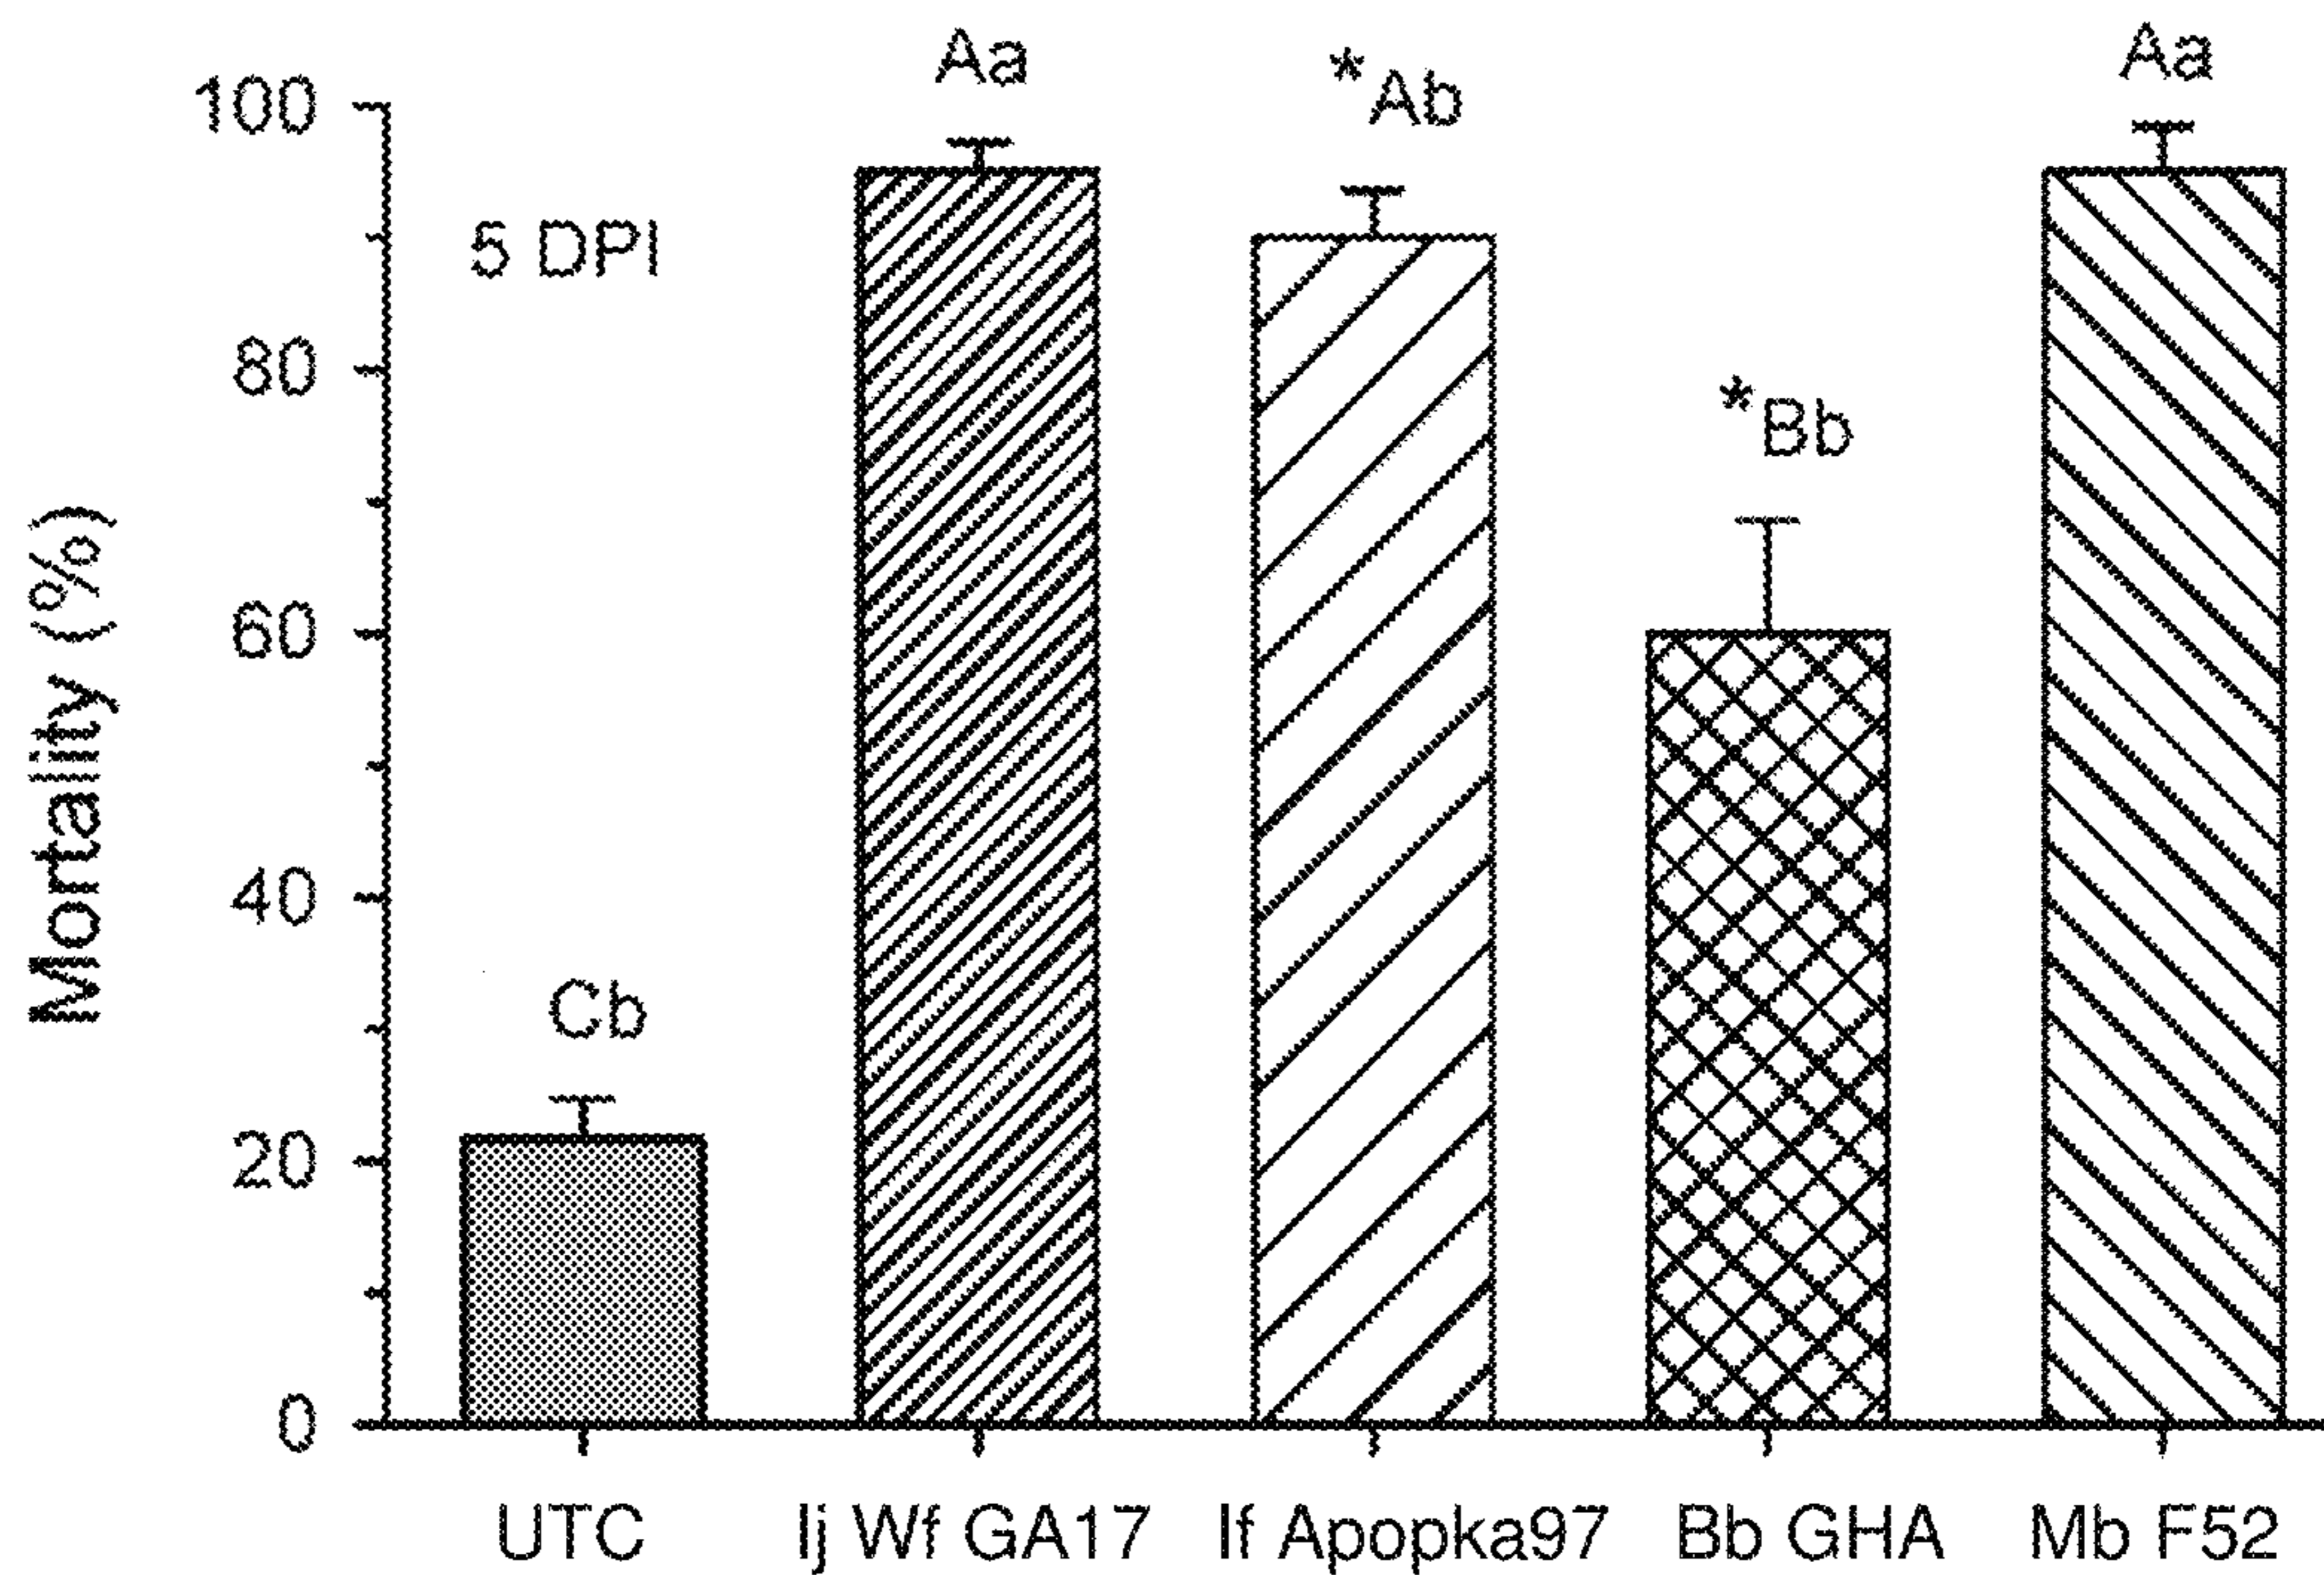 Aa
*Ab
Aa
100
5 DPI
80
*Bb
60
40
Cb
20
0
Mortality (%)
UTC Ij Wf GA17 If Apopka97 Bb GHA Mb F52